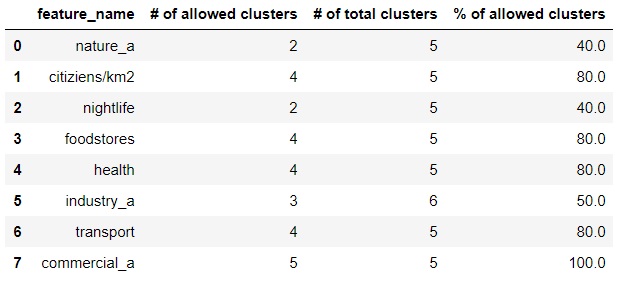 feature_name # of allowed clusters # of total clusters % of allowed clusters
0 nature_a 2 5 40.0
1 citiziens/km2 4 5 80.0
2 nightlife 2 5 40.0
3 foodstores 4 5 80.0
4 health 4 5 80.0
5 industry_a 3 6 50.0
6 transport 4 5 80.0
7 commercial_a 5 5 100.0